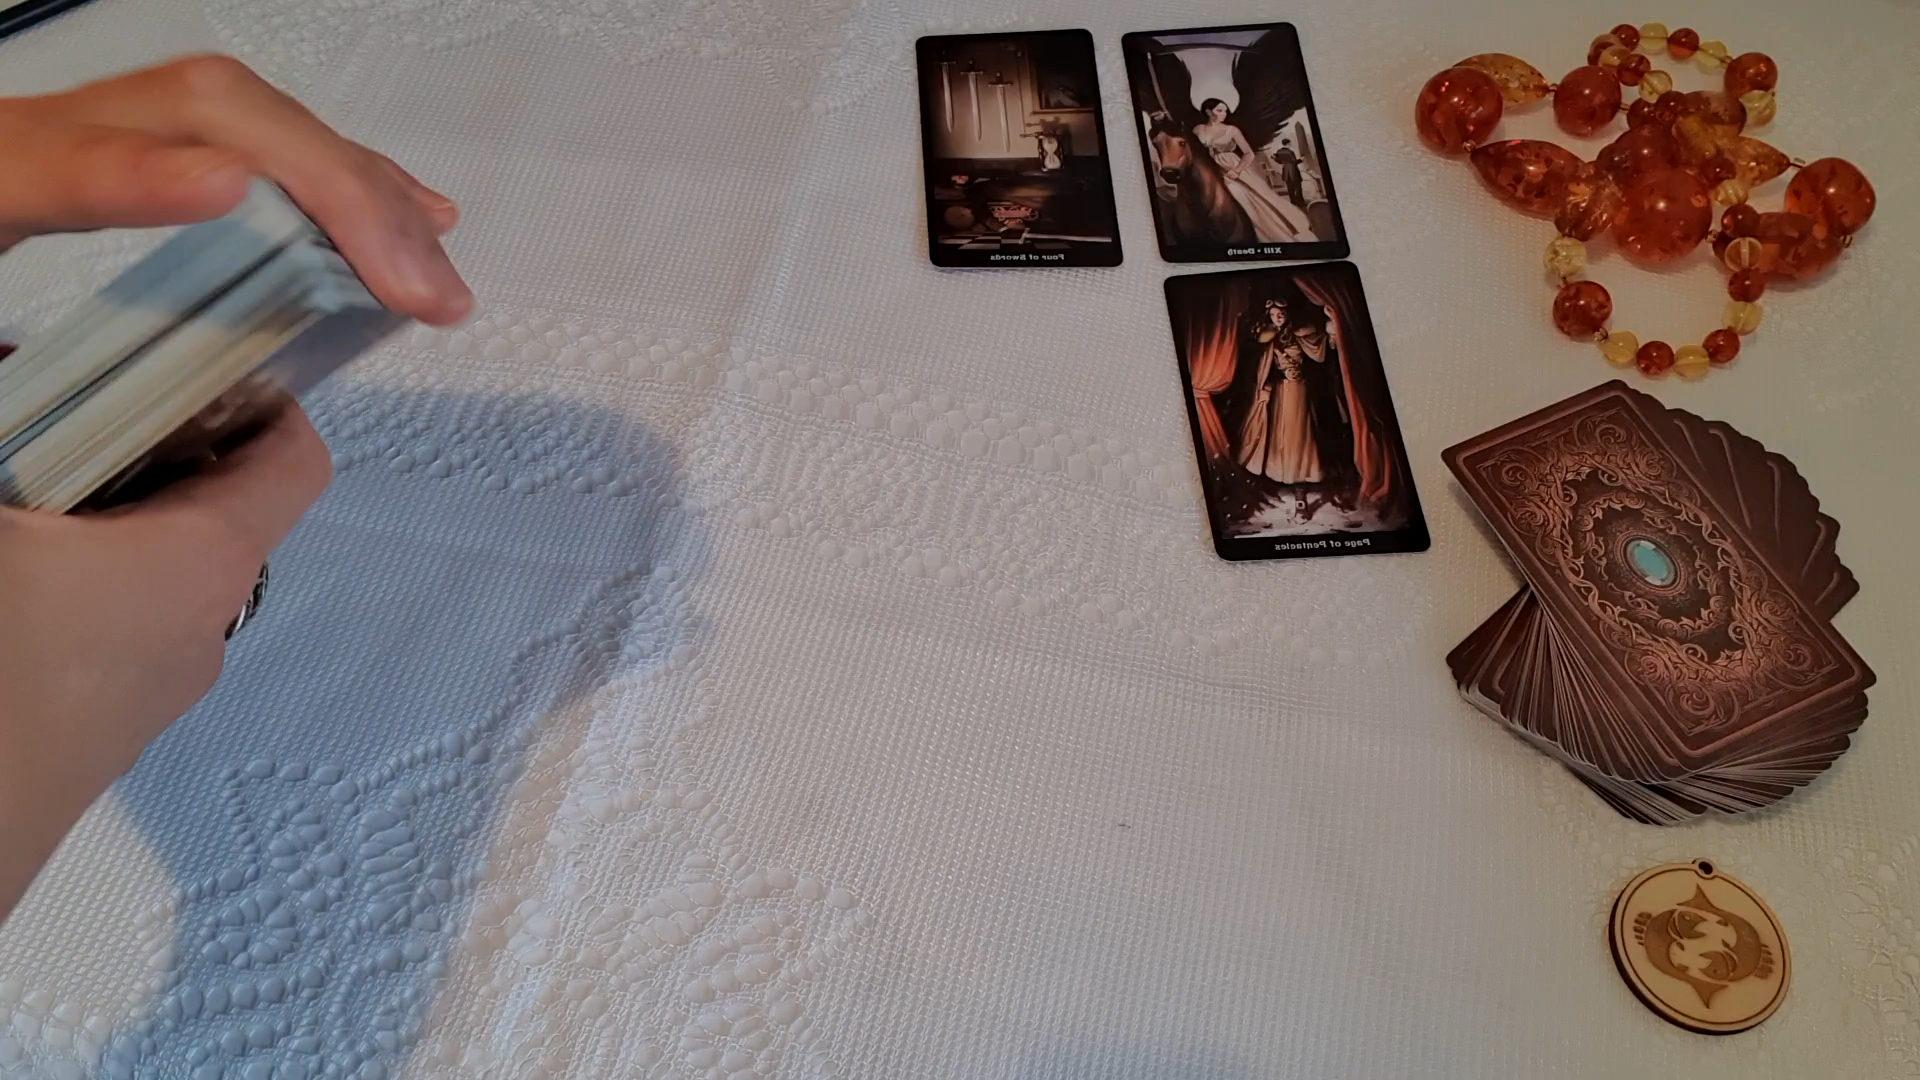 Four of Swords
XIII • Death
Page of Pentacles